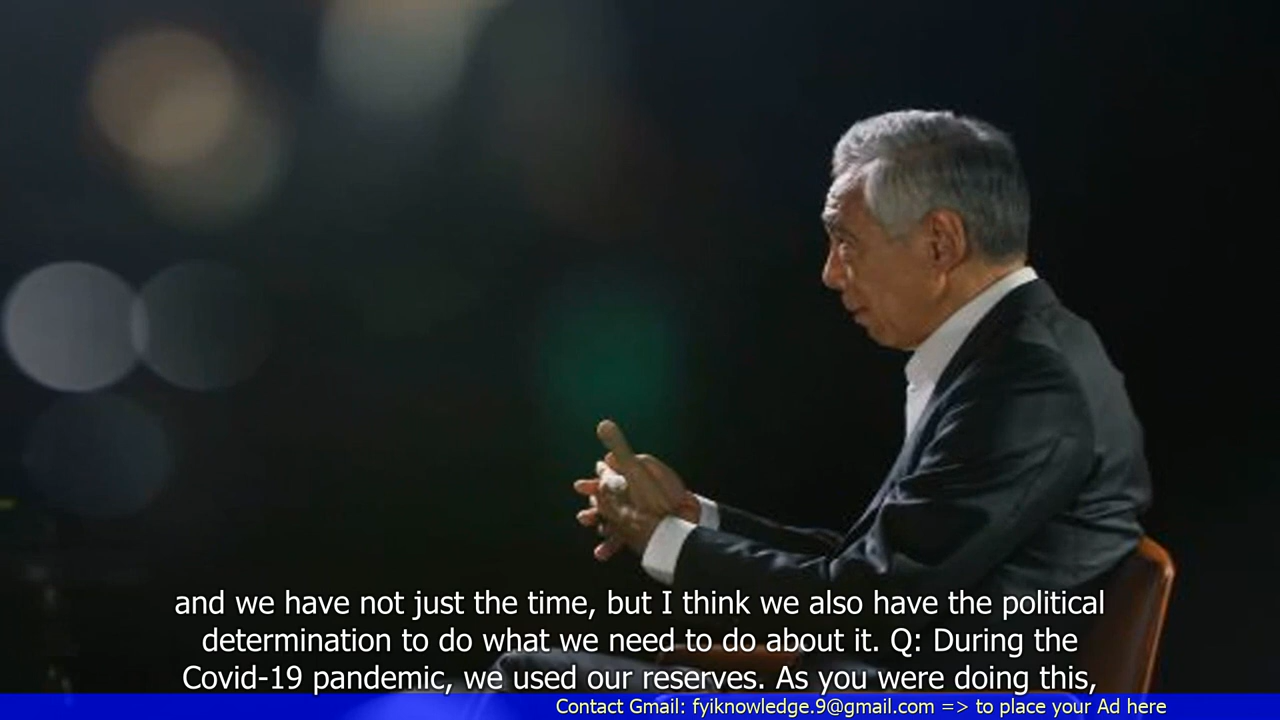 and we have not just the time, but I think we also have the political
determination to do what we need to do about it. Q: During the
Covid-19 pandemic, we used our reserves. As you were doing this,
Contact Gmail: fyiknowledge.9@gmail.com => to place your Ad here